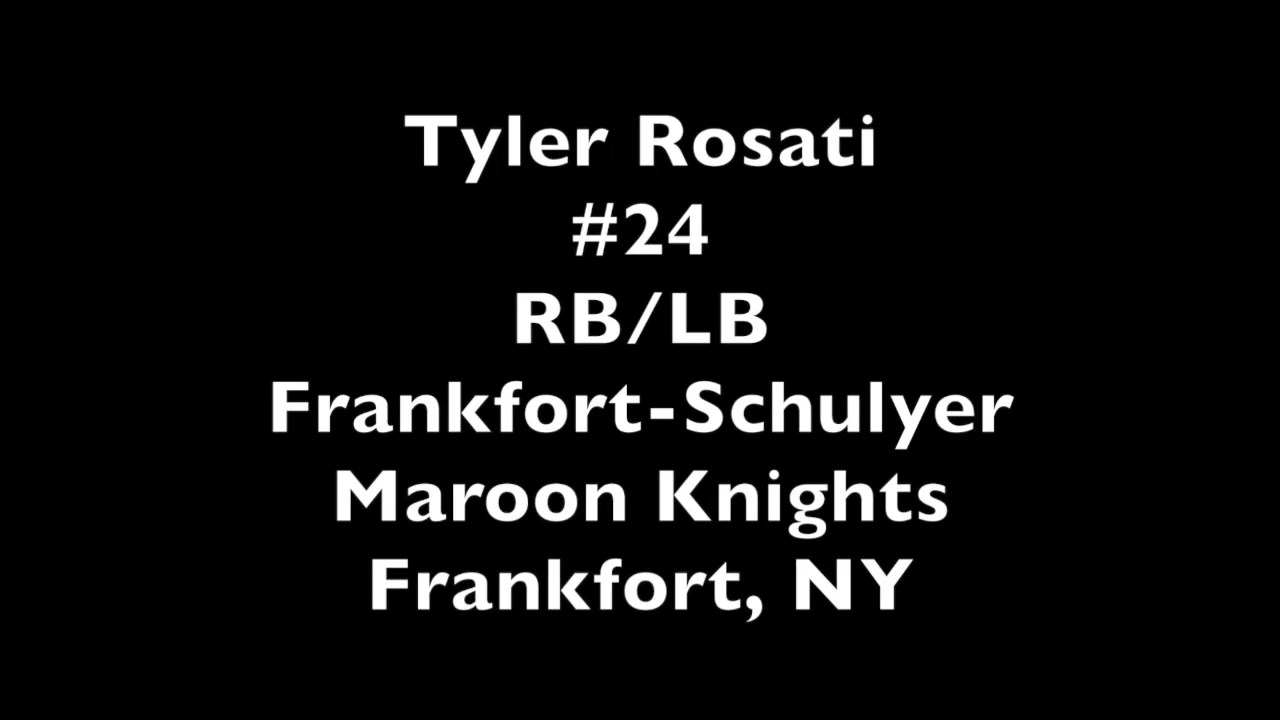 Tyler Rosati
#24
RB/LB
Frankfort-Schulyer
Maroon Knights
Frankfort, NY